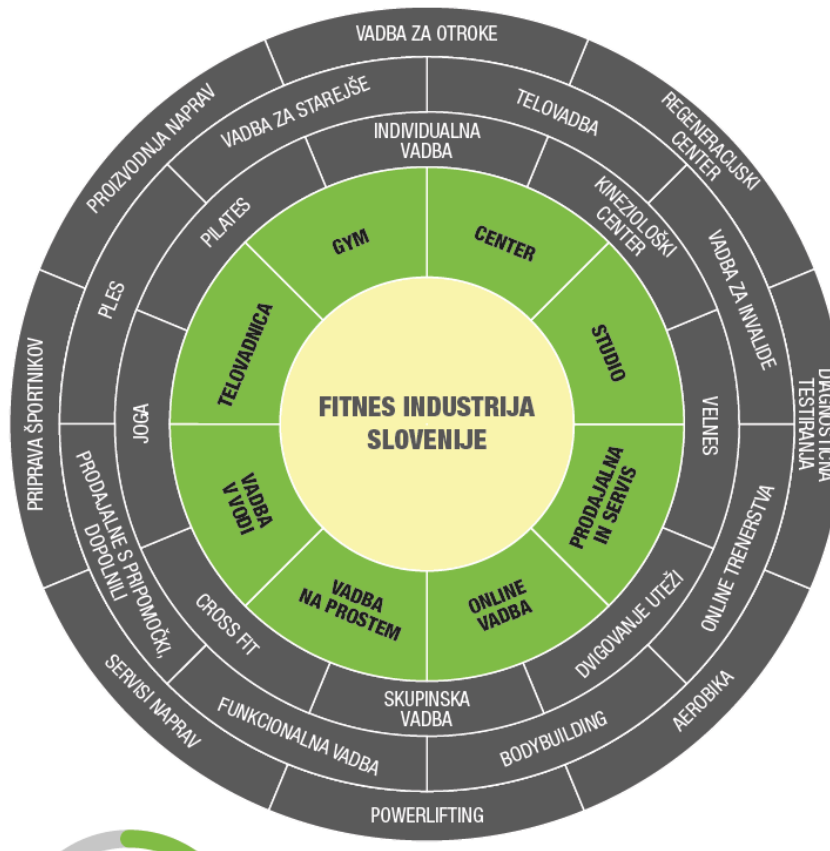 VADBA ZA OTROKE
REGENERACIJSKI
CENTER
DIAGNOSTIČNA
TESTIRANJA
AEROBIKA
POWERLIFTING
SERVISI NAPRAV
PRIPRAVA ŠPORTNIKOV
PROIZVODNJA NAPRAV
VADBA ZA STAREJŠE
TELOVADBA
VADBA ZA INVALIDE
ONLINE TRENERSTVA
BODYBUILDING
FUNKCIONALNA VADBA
PRODAJALNE S PRIPOMOČKI,
DOPOLNILI
PLES
INDIVIDUALNA
VADBA
KINEZIOLOŠKI
CENTER
VELNES
DVIGOVANJE UTEŽI
SKUPINSKA
VADBA
CROSS FIT
JOGA
PILATES
GYM
CENTER
STUDIO
PRODAJALNA
IN SERVIS
ONLINE
VADBA
VADBA
NA PROSTEM
VADBA
V VODI
TELOVADNICA
FITNES INDUSTRIJA
SLOVENIJE